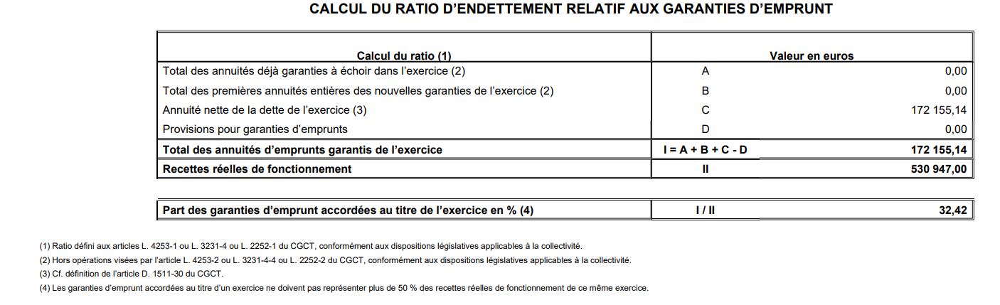 CALCUL DU RATIO D’ENDETTEMENT RELATIF AUX GARANTIES D’EMPRUNT
Calcul du ratio (1) Valeur en euros
Total des annuités déjà garanties à échoir dans l’exercice (2) A 0,00
Total des premières annuités entières des nouvelles garanties de l’exercice (2) B 0,00
Annuité nette de la dette de l’exercice (3) C 172 155,14
Provisions pour garanties d’emprunts D 0,00
Total des annuités d’emprunts garantis de l’exercice I = A + B + C - D 172 155,14
Recettes réelles de fonctionnement II 530 947,00
Part des garanties d’emprunt accordées au titre de l’exercice en % (4) I / II 32,42
(1) Ratio défini aux articles L. 4253-1 ou L. 3231-4 ou L. 2252-1 du CGCT, conformément aux dispositions législatives applicables à la collectivité.
(2) Hors opérations visées par l’article L. 4253-2 ou L. 3231-4-4 ou L. 2252-2 du CGCT, conformément aux dispositions législatives applicables à la collectivité.
(3) Cf. définition de l’article D. 1511-30 du CGCT.
(4) Les garanties d’emprunt accordées au titre d’un exercice ne doivent pas représenter plus de 50 % des recettes réelles de fonctionnement de ce même exercice.